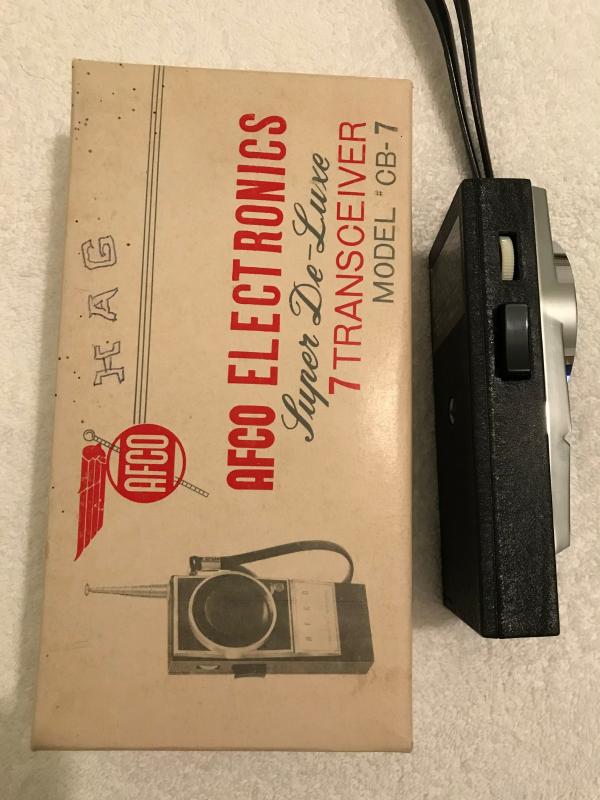 AFCO ELECTRONICS
Super De-Luxe
7 TRANSCEIVER
MODEL #CB-7
HAG
AFCO
AFCO